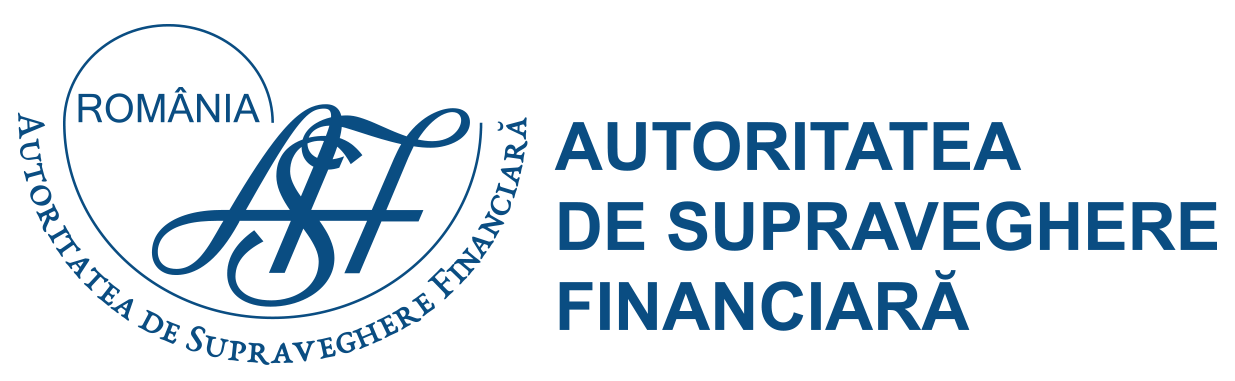 ROMÂNIA
ASF
AUTORITATEA DE SUPRAVEGHERE FINANCIARĂ
AUTORITATEA
DE SUPRAVEGHERE
FINANCIARĂ